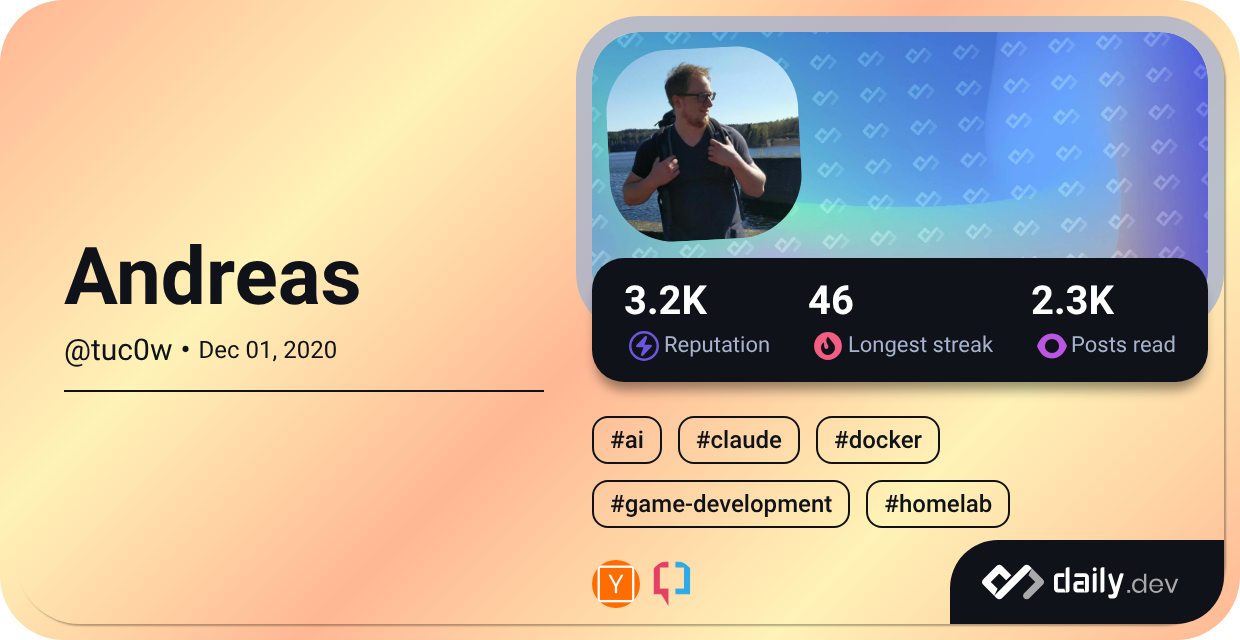 Andreas
@tuc0w • Dec 01, 2020
3.2K
Reputation
46
Longest streak
2.3K
Posts read
#ai
#claude
#docker
#game-development
#homelab
Y
daily.dev